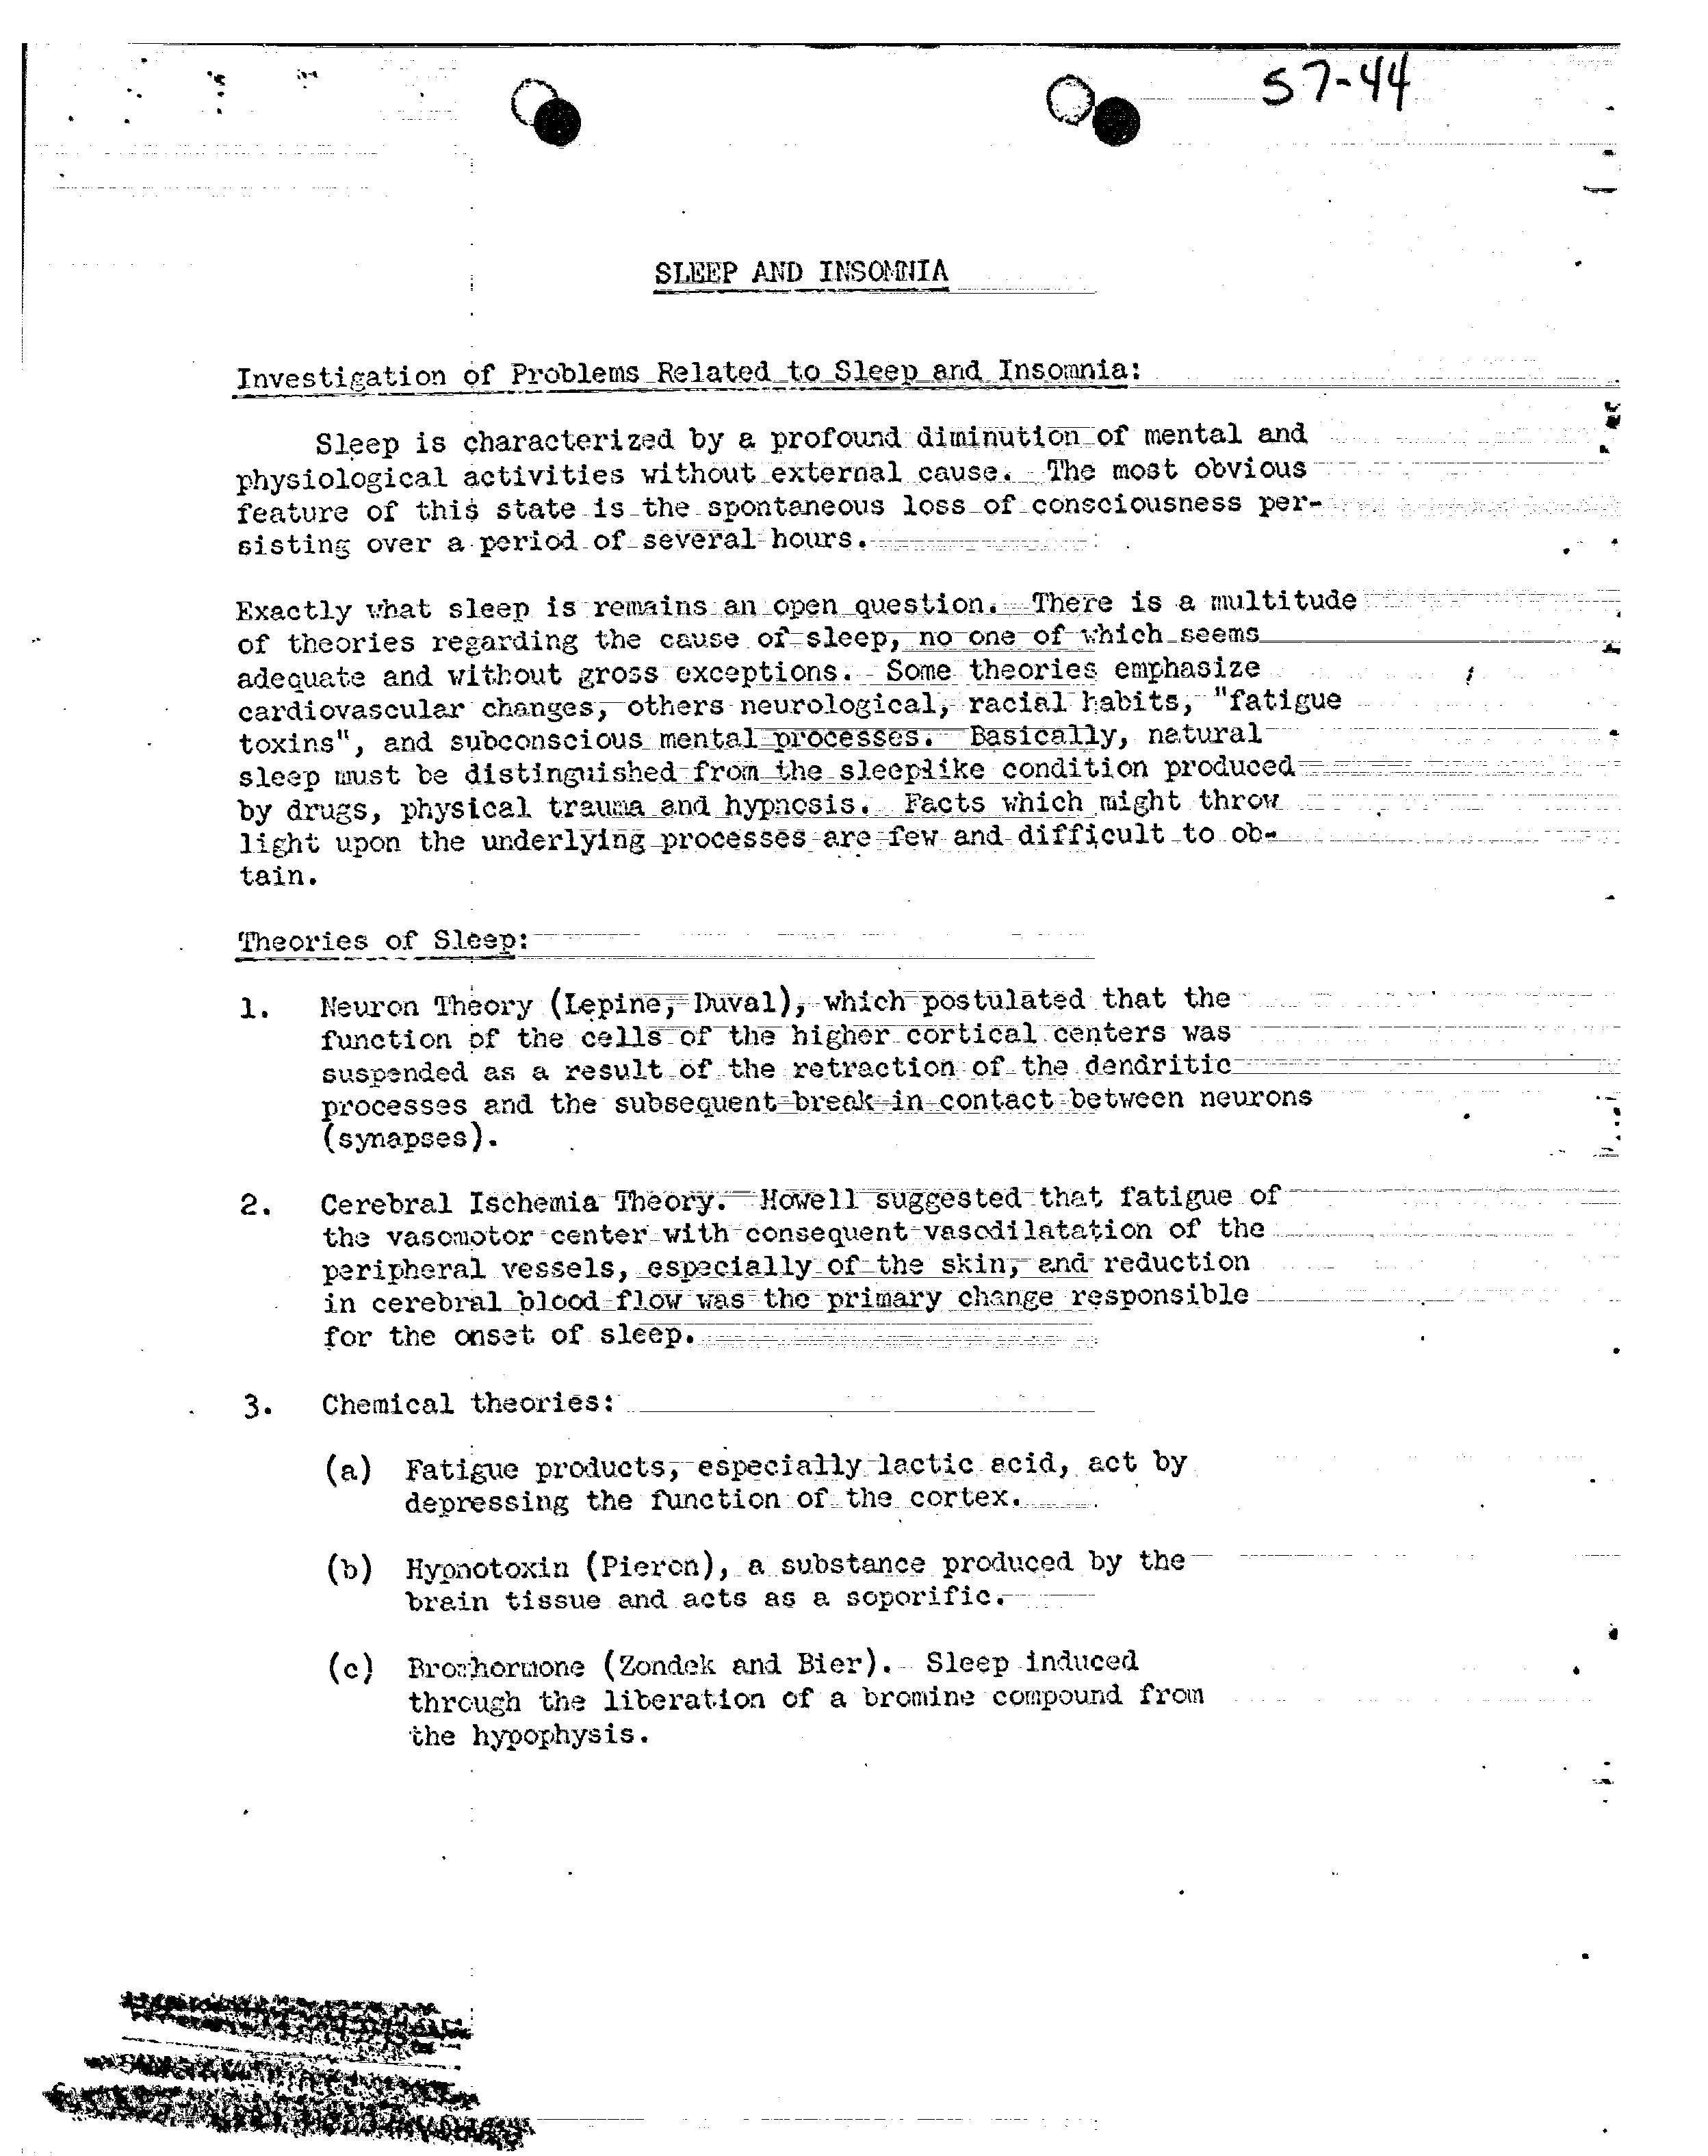 57-44
SLEEP AND INSOMNIA
Investigation of Problems Related to Sleep and Insomnia:
Sleep is characterized by a profound diminution of mental and
physiological activities without external cause. The most obvious
feature of this state is the spontaneous loss of consciousness per-
sisting over a period of several hours.
Exactly what sleep is remains an open question. There is a multitude
of theories regarding the cause of sleep, no one of which seems
adequate and without gross exceptions. Some theories emphasize
cardiovascular changes, others neurological, racial habits, "fatigue
toxins", and subconscious mental processes. Basically, natural
sleep must be distinguished from the sleeplike condition produced
by drugs, physical trauma and hypnosis. Facts which might throw
light upon the underlying processes are few and difficult to ob-
tain.
Theories of Sleep:
1. Neuron Theory (Lepine, Duval), which postulated that the
function of the cells of the higher cortical centers was
suspended as a result of the retraction of the dendritic
processes and the subsequent break in contact between neurons
(synapses).
2. Cerebral Ischemia Theory. Howell suggested that fatigue of
the vasomotor center with consequent vasodilatation of the
peripheral vessels, especially of the skin, and reduction
in cerebral blood flow was the primary change responsible
for the onset of sleep.
3. Chemical theories:
(a) Fatigue products, especially lactic acid, act by
depressing the function of the cortex.
(b) Hypnotoxin (Pieron), a substance produced by the
brain tissue and acts as a soporific.
(c) (Zondek and Bier). Sleep induced
through the liberation of a bromine compound from
the hypophysis.